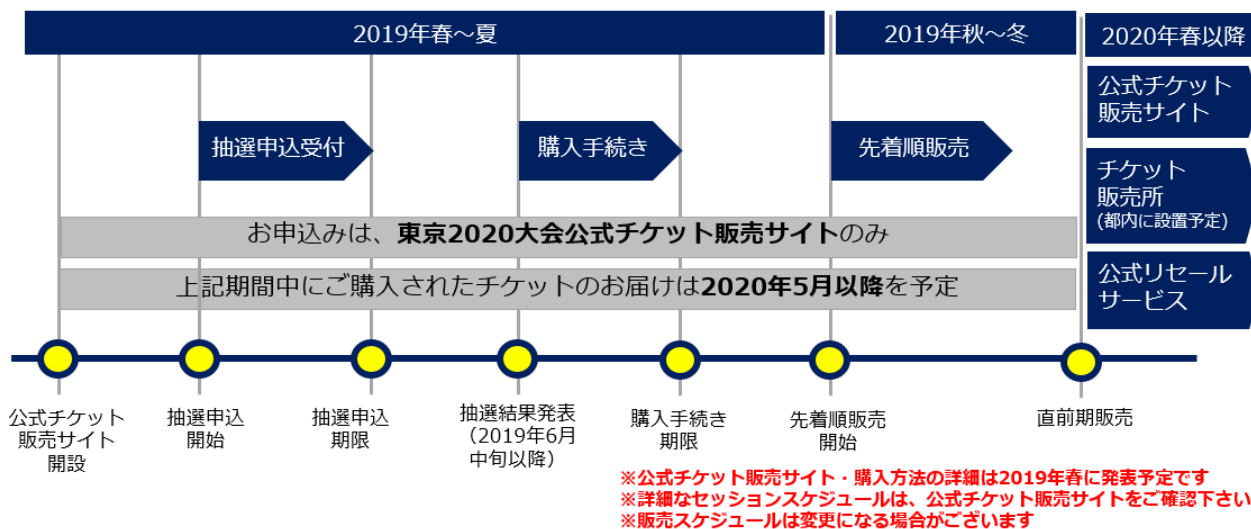 2019年春～夏
2019年秋～冬
2020年春以降
抽選申込受付
購入手続き
先着順販売
公式チケット
販売サイト
チケット
販売所
(都内に設置予定)
公式リセール
サービス
お申込みは、東京2020大会公式チケット販売サイトのみ
上記期間中にご購入されたチケットのお届けは2020年5月以降を予定
公式チケット
販売サイト
開設
抽選申込
開始
抽選申込
期限
抽選結果発表
（2019年6月
中旬以降）
購入手続き
期限
先着順販売
開始
直前期販売
※公式チケット販売サイト・購入方法の詳細は2019年春に発表予定です
※詳細なセッションスケジュールは、公式チケット販売サイトをご確認下さい
※販売スケジュールは変更になる場合がございます